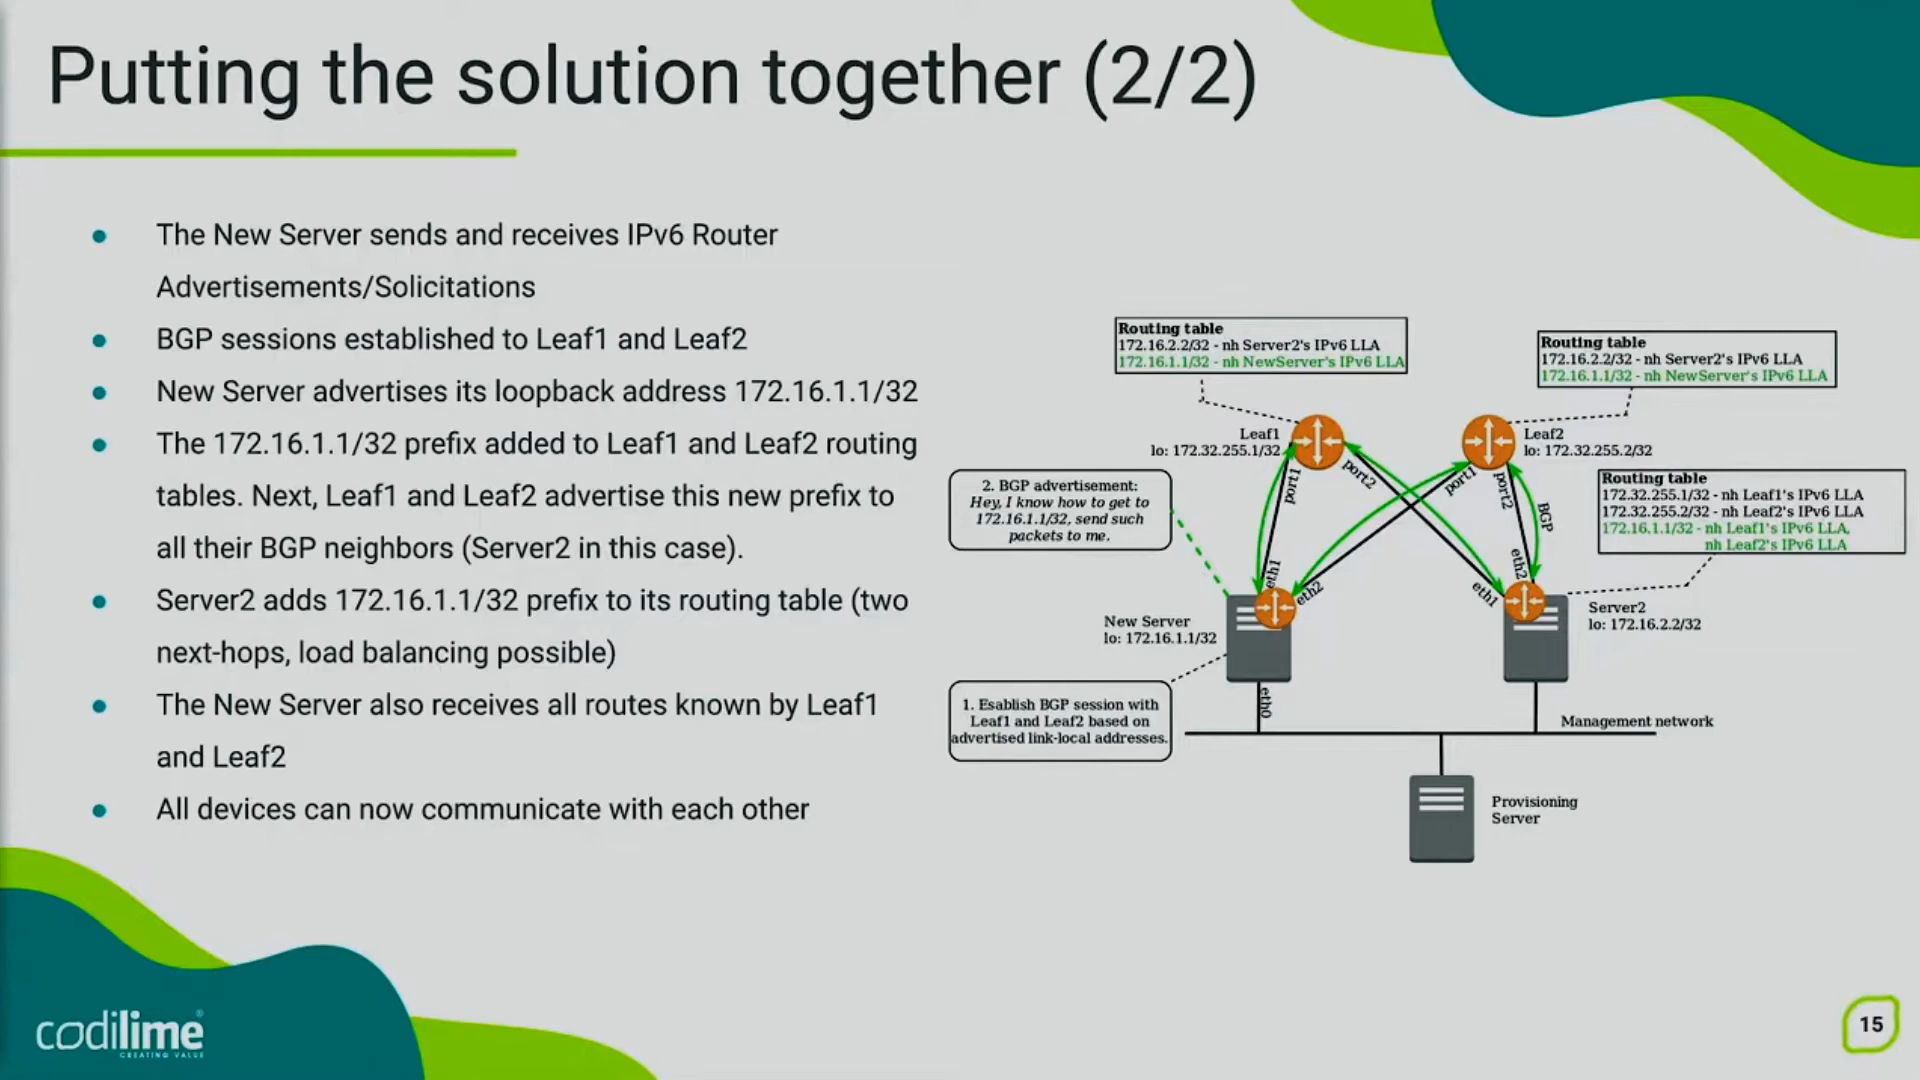 Putting the solution together (2/2)
The New Server sends and receives IPv6 Router
Advertisements/Solicitations
BGP sessions established to Leaf1 and Leaf2
New Server advertises its loopback address 172.16.1.1/32
The 172.16.1.1/32 prefix added to Leaf1 and Leaf2 routing
tables. Next, Leaf1 and Leaf2 advertise this new prefix to
all their BGP neighbors (Server2 in this case).
Server2 adds 172.16.1.1/32 prefix to its routing table (two
next-hops, load balancing possible)
The New Server also receives all routes known by Leaf1
and Leaf2
All devices can now communicate with each other
Routing table
172.16.2.2/32 - nh Server2's IPv6 LLA
172.16.1.1/32 - nh NewServer's IPv6 LLA
Routing table
172.16.2.2/32 - nh Server2's IPv6 LLA
172.16.1.1/32 - nh NewServer's IPv6 LLA
Leaf1
lo: 172.32.255.1/32
Leaf2
lo: 172.32.255.2/32
port1
port2
port1
port2
BGP
Routing table
172.32.255.1/32 - nh Leaf1's IPv6 LLA
172.32.255.2/32 - nh Leaf2's IPv6 LLA
172.16.1.1/32 - nh Leaf1's IPv6 LLA,
nh Leaf2's IPv6 LLA
2. BGP advertisement:
Hey, I know how to get to
172.16.1.1/32, send such
packets to me.
eth1
eth2
eth1
eth2
New Server
lo: 172.16.1.1/32
Server2
lo: 172.16.2.2/32
1. Esablish BGP session with
Leaf1 and Leaf2 based on
advertised link-local addresses.
eth0
Management network
Provisioning
Server
codilime
CREATING VALUE
15